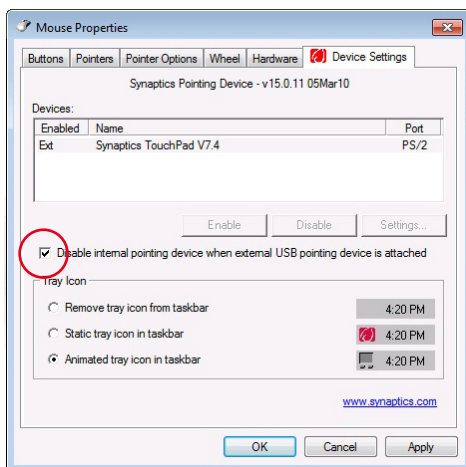 Mouse Properties
Buttons Pointers Pointer Options Wheel Hardware Device Settings
Synaptics Pointing Device - v15.0.11 05Mar10
Devices:
Enabled Name Port
Ext Synaptics TouchPad V7.4 PS/2
Enable Disable Settings...
Disable internal pointing device when external USB pointing device is attached
Tray Icon
Remove tray icon from taskbar 4:20 PM
Static tray icon in taskbar 4:20 PM
Animated tray icon in taskbar 4:20 PM
www.synaptics.com
OK Cancel Apply